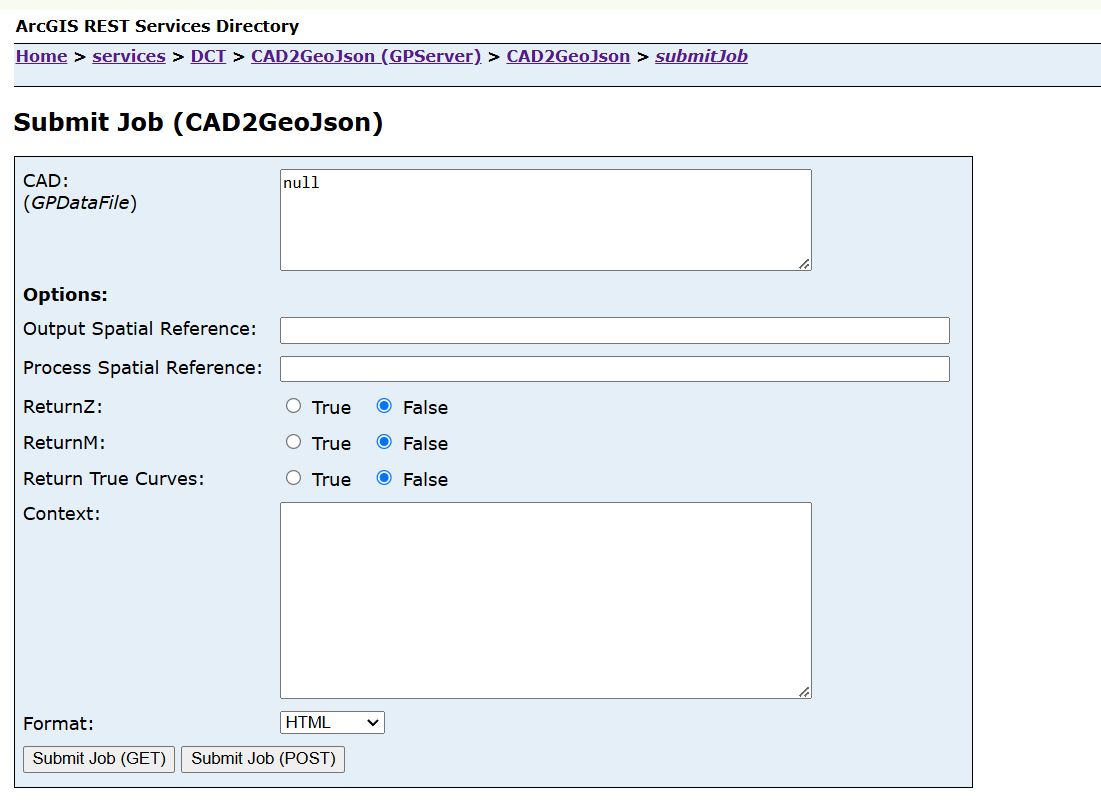 ArcGIS REST Services Directory
Home > services > DCT > CAD2GeoJson (GPServer) > CAD2GeoJson > submitJob
Submit Job (CAD2GeoJson)
CAD:
(GPDataFile)
null
Options:
Output Spatial Reference:
Process Spatial Reference:
ReturnZ: True False
ReturnM: True False
Return True Curves: True False
Context:
Format: HTML
Submit Job (GET) Submit Job (POST)